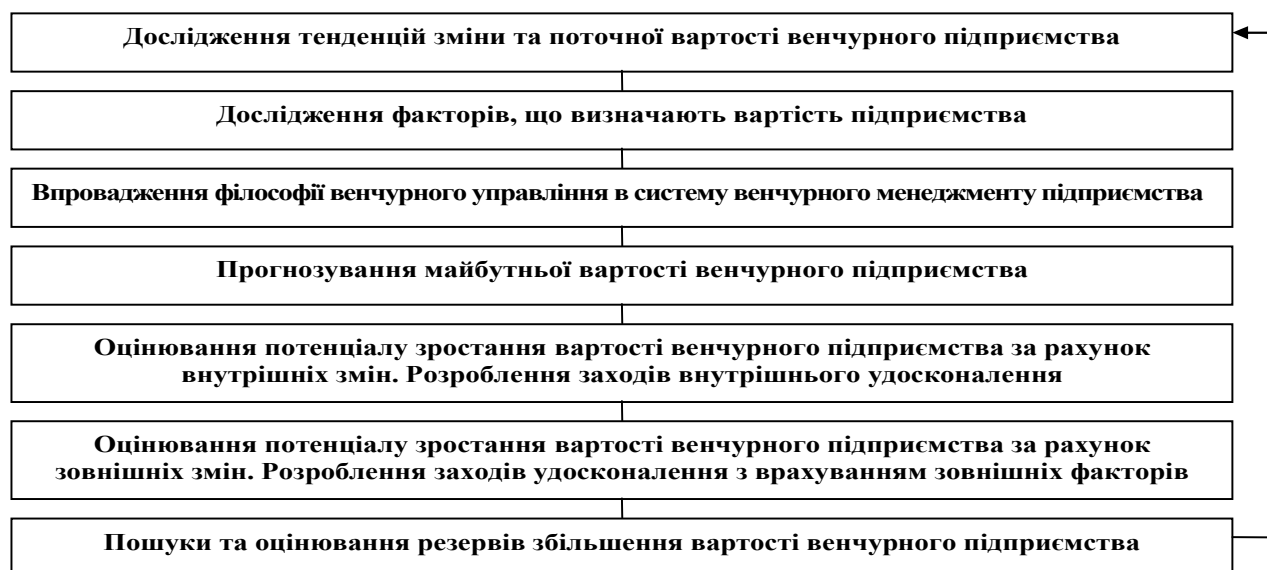 Дослідження тенденцій зміни та поточної вартості венчурного підприємства
Дослідження факторів, що визначають вартість підприємства
Впровадження філософії венчурного управління в систему венчурного менеджменту підприємства
Прогнозування майбутньої вартості венчурного підприємства
Оцінювання потенціалу зростання вартості венчурного підприємства за рахунок
внутрішніх змін. Розроблення заходів внутрішнього удосконалення
Оцінювання потенціалу зростання вартості венчурного підприємства за рахунок
зовнішніх змін. Розроблення заходів удосконалення з врахуванням зовнішніх факторів
Пошуки та оцінювання резервів збільшення вартості венчурного підприємства